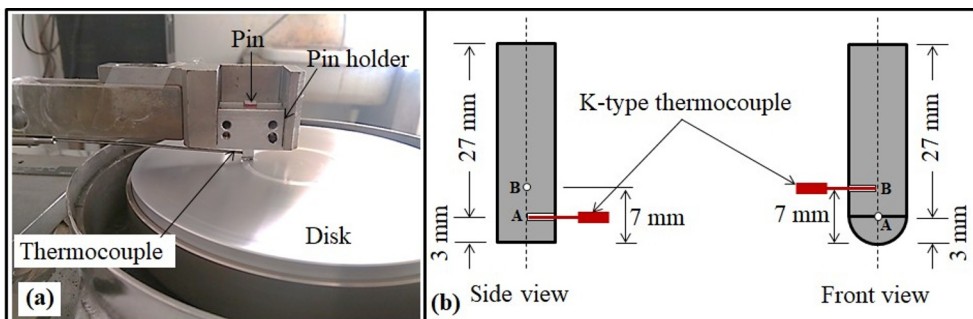 Pin
Pin holder
Thermocouple
Disk
(a)
27 mm
3 mm
B
A
7 mm
K-type thermocouple
B
A
7 mm
27 mm
3 mm
(b)
Side view
Front view